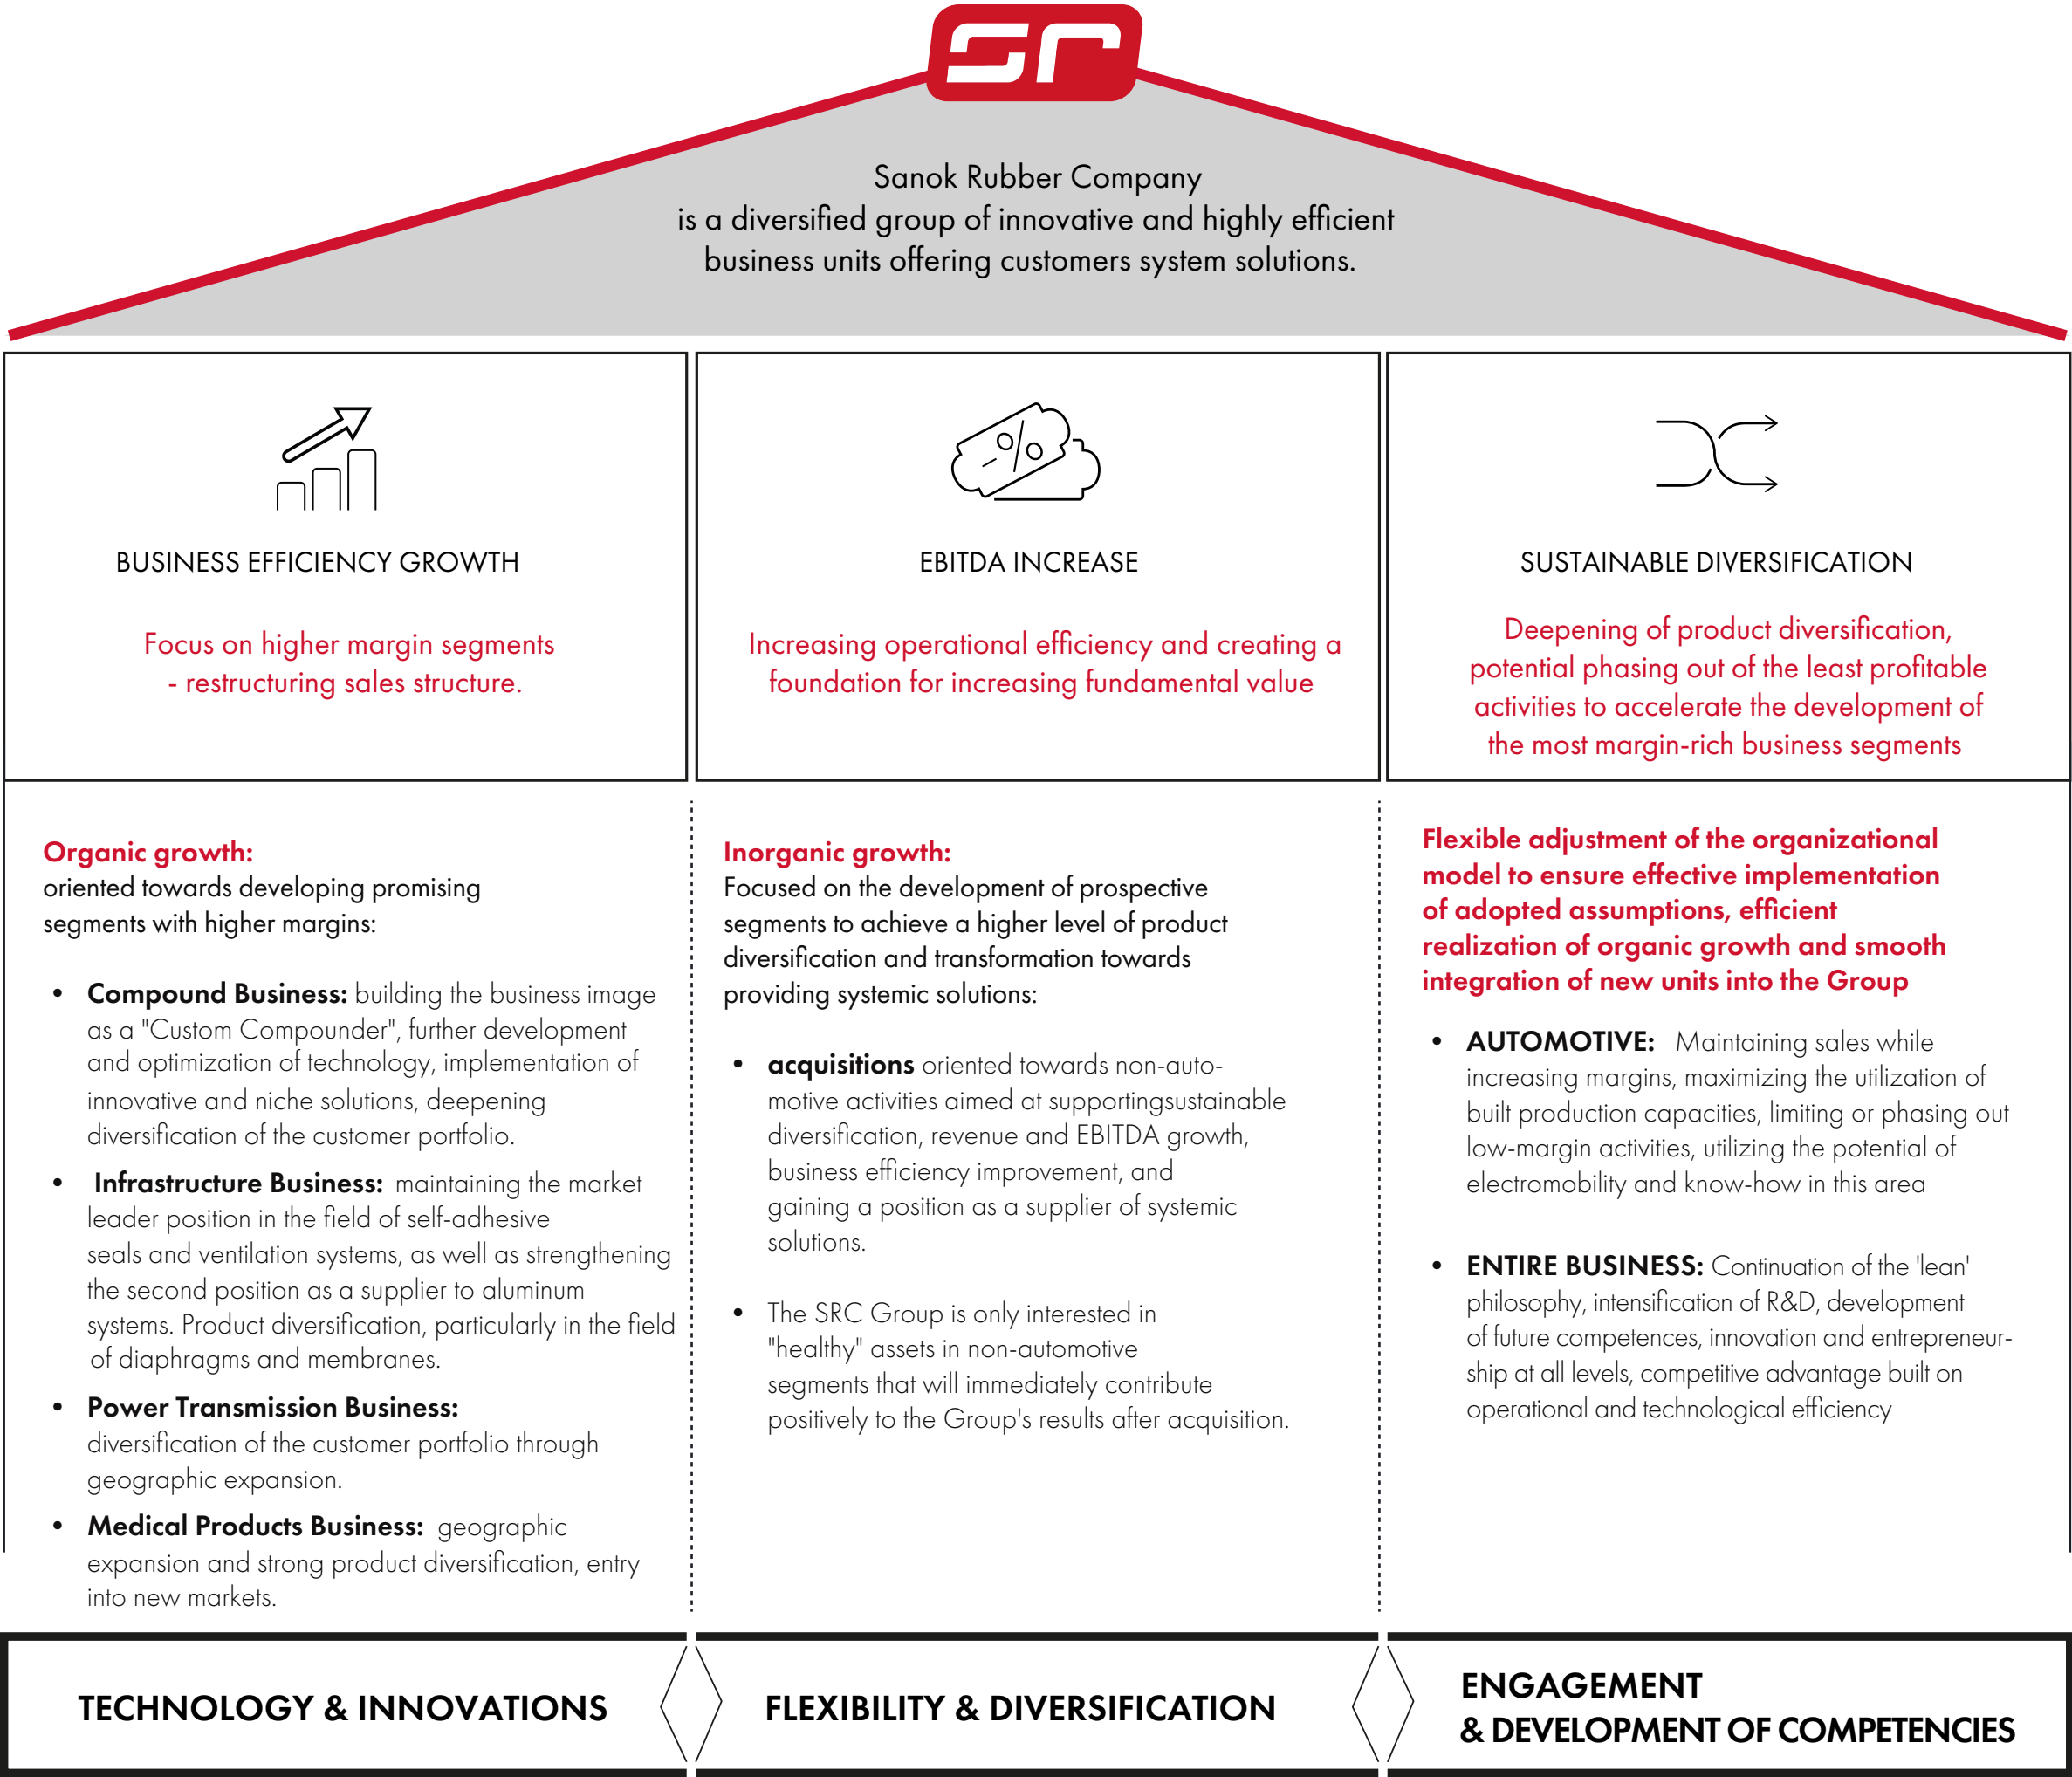 sr
Sanok Rubber Company
is a diversified group of innovative and highly efficient
business units offering customers system solutions.
BUSINESS EFFICIENCY GROWTH
Focus on higher margin segments
- restructuring sales structure.
EBITDA INCREASE
Increasing operational efficiency and creating a
foundation for increasing fundamental value
SUSTAINABLE DIVERSIFICATION
Deepening of product diversification,
potential phasing out of the least profitable
activities to accelerate the development of
the most margin-rich business segments
Organic growth:
oriented towards developing promising
segments with higher margins:
• Compound Business: building the business image
as a "Custom Compounder", further development
and optimization of technology, implementation of
innovative and niche solutions, deepening
diversification of the customer portfolio.
• Infrastructure Business: maintaining the market
leader position in the field of self-adhesive
seals and ventilation systems, as well as strengthening
the second position as a supplier to aluminum
systems. Product diversification, particularly in the field
of diaphragms and membranes.
• Power Transmission Business:
diversification of the customer portfolio through
geographic expansion.
• Medical Products Business: geographic
expansion and strong product diversification, entry
into new markets.
Inorganic growth:
Focused on the development of prospective
segments to achieve a higher level of product
diversification and transformation towards
providing systemic solutions:
• acquisitions oriented towards non-auto-
motive activities aimed at supportingsustainable
diversification, revenue and EBITDA growth,
business efficiency improvement, and
gaining a position as a supplier of systemic
solutions.
• The SRC Group is only interested in
"healthy" assets in non-automotive
segments that will immediately contribute
positively to the Group's results after acquisition.
Flexible adjustment of the organizational
model to ensure effective implementation
of adopted assumptions, efficient
realization of organic growth and smooth
integration of new units into the Group
• AUTOMOTIVE: Maintaining sales while
increasing margins, maximizing the utilization of
built production capacities, limiting or phasing out
low-margin activities, utilizing the potential of
electromobility and know-how in this area
• ENTIRE BUSINESS: Continuation of the 'lean'
philosophy, intensification of R&D, development
of future competences, innovation and entrepreneur-
ship at all levels, competitive advantage built on
operational and technological efficiency
TECHNOLOGY & INNOVATIONS
FLEXIBILITY & DIVERSIFICATION
ENGAGEMENT
& DEVELOPMENT OF COMPETENCIES